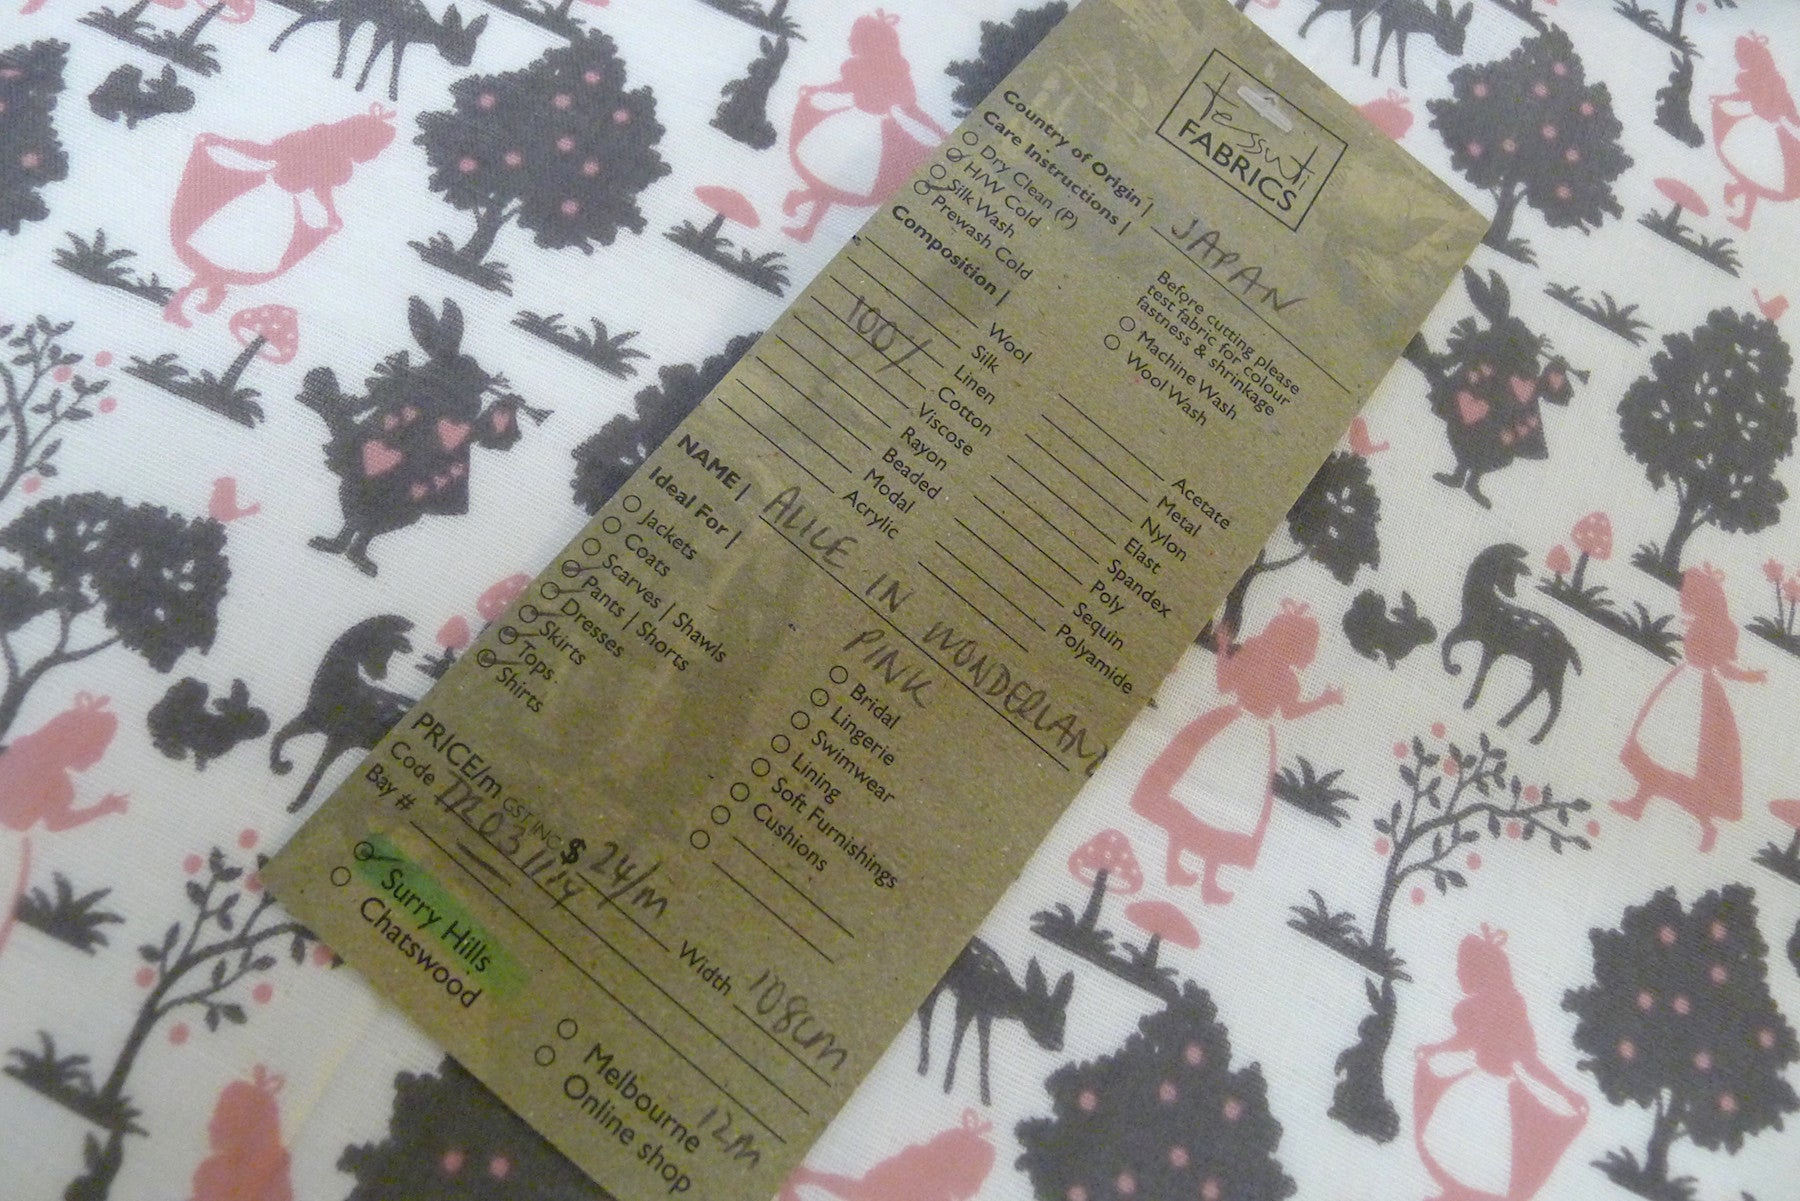 tessuti
FABRICS
Country of Origin | JAPAN
Care Instructions |
Dry Clean (P)
H/W Cold
Silk Wash
Prewash Cold
Before cutting please
test fabric for colour
fastness & shrinkage
Machine Wash
Wool Wash
Composition |
Wool
Silk
Linen
100% Cotton
Viscose
Rayon
Beaded
Modal
Acrylic
Acetate
Metal
Nylon
Elast
Spandex
Poly
Sequin
Polyamide
NAME | ALICE IN WONDERLAND
PINK
Ideal For |
Jackets
Coats
Scarves | Shawls
Pants | Shorts
Dresses
Skirts
Tops
Shirts
Bridal
Lingerie
Swimwear
Lining
Soft Furnishings
Cushions
PRICE/m GST INC $ 24/m
Width 108cm
Code
Bay #
Surry Hills
Chatswood
Melbourne
Online shop
12M